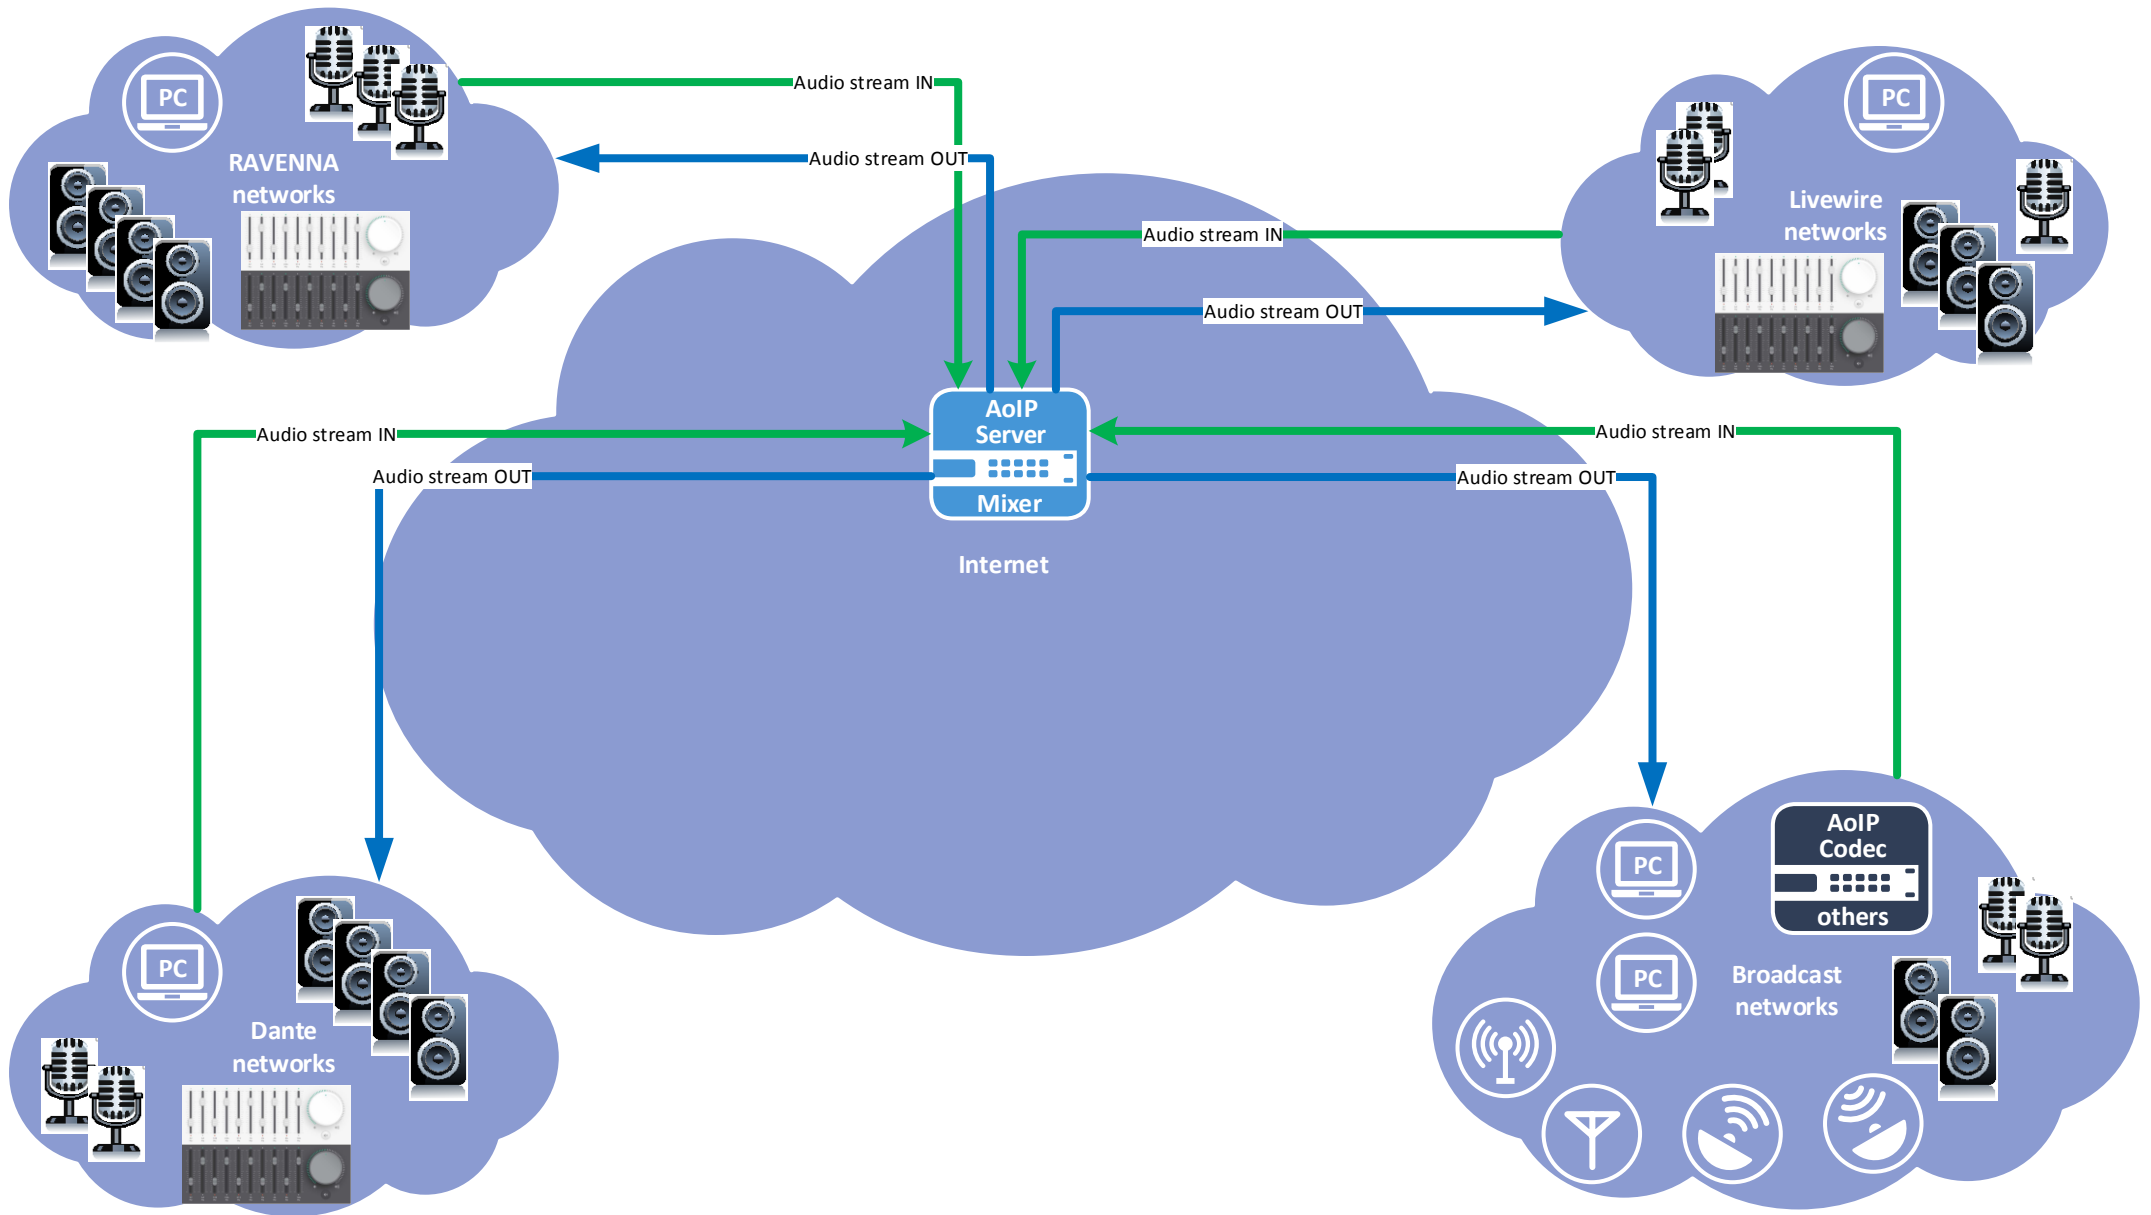 PC
RAVENNA
networks
Audio stream IN
Audio stream OUT
PC
Livewire
networks
Audio stream IN
Audio stream OUT
AoIP
Server
Mixer
Internet
Audio stream IN
Audio stream OUT
Audio stream IN
Audio stream OUT
PC
Dante
networks
PC
PC
AoIP
Codec
others
Broadcast
networks